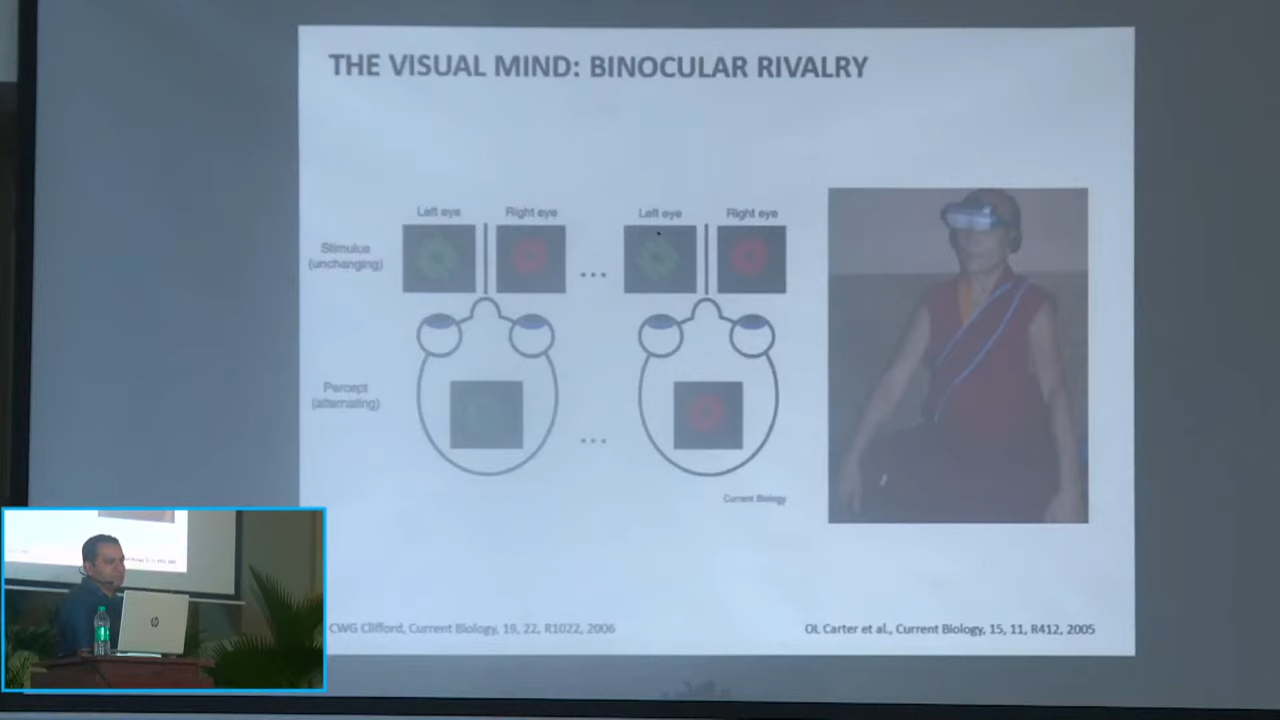 THE VISUAL MIND: BINOCULAR RIVALRY
Left eye
Right eye
Left eye
Right eye
Stimulus
(unchanging)
...
Percept
(alternating)
...
Current Biology
CWG Clifford, Current Biology, 19, 22, R1022, 2006
OL Carter et al., Current Biology, 15, 11, R412, 2005
hp